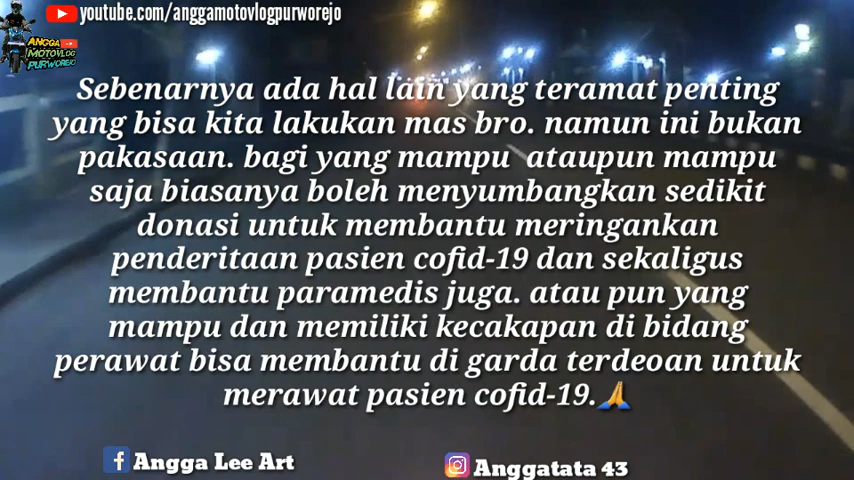 youtube.com/anggamotovlogpurworejo
ANGGA
MOTOVLOG
PURWOREJO
Sebenarnya ada hal lain yang teramat penting
yang bisa kita lakukan mas bro. namun ini bukan
pakasaan. bagi yang mampu ataupun mampu
saja biasanya boleh menyumbangkan sedikit
donasi untuk membantu meringankan
penderitaan pasien cofid-19 dan sekaligus
membantu paramedis juga. atau pun yang
mampu dan memiliki kecakapan di bidang
perawat bisa membantu di garda terdeoan untuk
merawat pasien cofid-19.🙏
Angga Lee Art
Anggatata 43